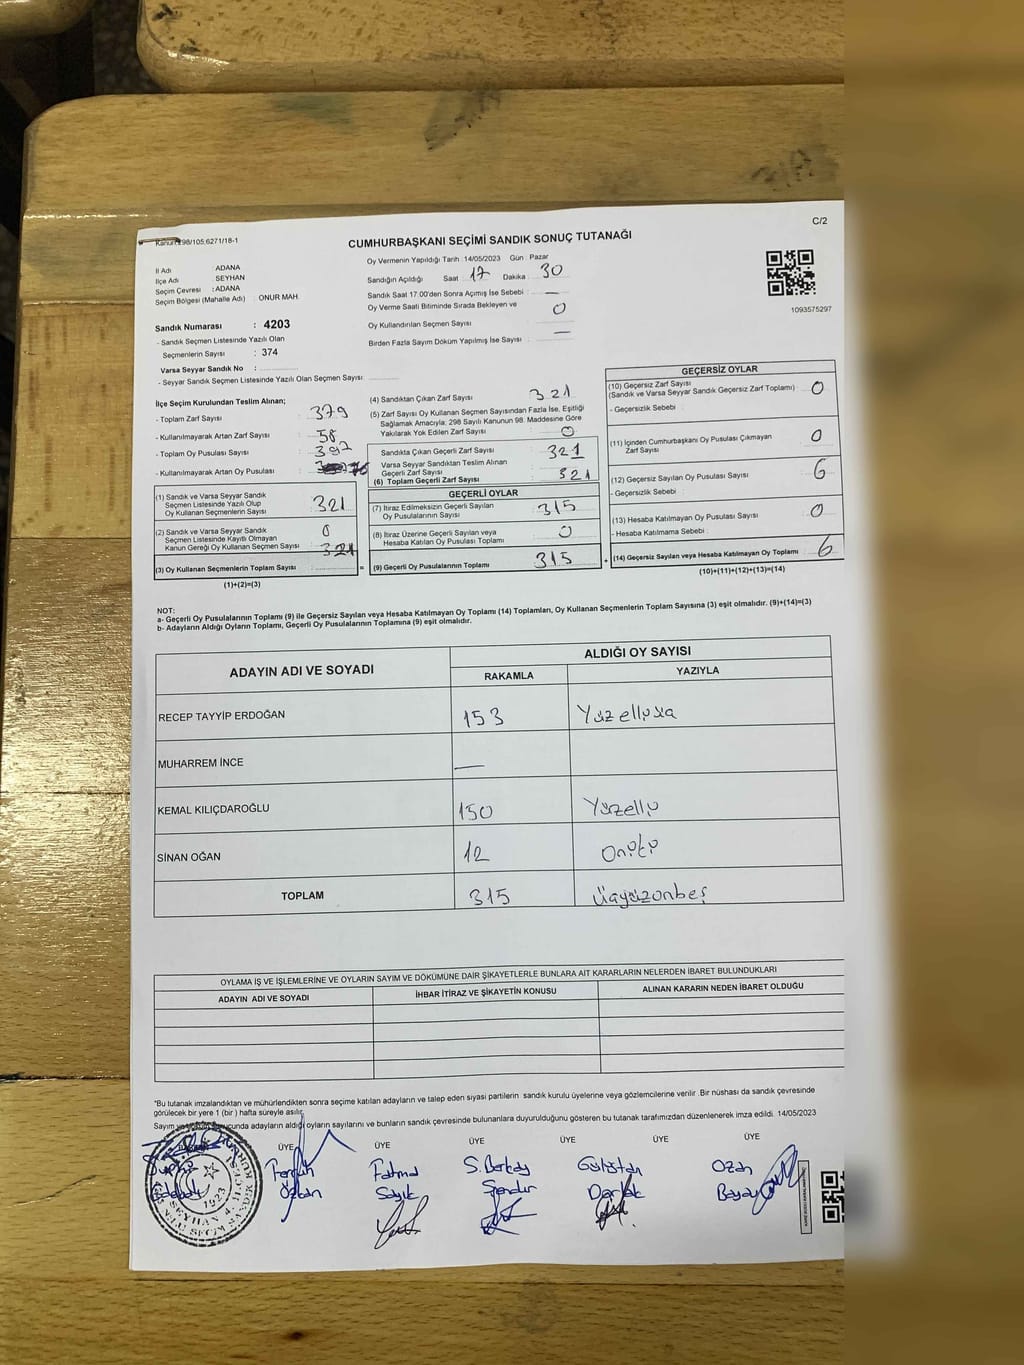 Kanun:298/105,6271/18-1
C/2
CUMHURBAŞKANI SEÇİMİ SANDIK SONUÇ TUTANAĞI
İl Adı : ADANA
İlçe Adı : SEYHAN
Seçim Çevresi : ADANA
Seçim Bölgesi (Mahalle Adı) : ONUR MAH.
Sandık Numarası : 4203
- Sandık Seçmen Listesinde Yazılı Olan
Seçmenlerin Sayısı : 374
Varsa Seyyar Sandık No :
- Seyyar Sandık Seçmen Listesinde Yazılı Olan Seçmen Sayısı:
Oy Vermenin Yapıldığı Tarih :14/05/2023 Gün : Pazar
Sandığın Açıldığı Saat : 17 Dakika : 30
Sandık Saat 17:00'den Sonra Açımış İse Sebebi : —
Oy Verme Saati Bitiminde Sırada Bekleyen ve
Oy Kullandırılan Seçmen Sayısı : 0
Birden Fazla Sayım Döküm Yapılmış İse Sayısı : —
1093575297
İlçe Seçim Kurulundan Teslim Alınan;
- Toplam Zarf Sayısı : 379
- Kullanılmayarak Artan Zarf Sayısı : 58
- Toplam Oy Pusulası Sayısı : 392
- Kullanılmayarak Artan Oy Pusulası :
(1) Sandık ve Varsa Seyyar Sandık
Seçmen Listesinde Yazılı Olup
Oy Kullanan Seçmenlerin Sayısı : 321
(2) Sandık ve Varsa Seyyar Sandık
Seçmen Listesinde Kayıtlı Olmayan
Kanun Gereği Oy Kullanan Seçmen Sayısı : 0
(3) Oy Kullanan Seçmenlerin Toplam Sayısı : 321
(1)+(2)=(3)
(4) Sandıktan Çıkan Zarf Sayısı : 321
(5) Zarf Sayısı Oy Kullanan Seçmen Sayısından Fazla İse, Eşitliği
Sağlamak Amacıyla; 298 Sayılı Kanunun 98. Maddesine Göre
Yakılarak Yok Edilen Zarf Sayısı : 0
Sandıkta Çıkan Geçerli Zarf Sayısı : 321
Varsa Seyyar Sandıktan Teslim Alınan
Geçerli Zarf Sayısı
(6) Toplam Geçerli Zarf Sayısı : 321
GEÇERLİ OYLAR
(7) İtiraz Edilmeksizin Geçerli Sayılan
Oy Pusulalarının Sayısı : 315
(8) İtiraz Üzerine Geçerli Sayılan veya
Hesaba Katılan Oy Pusulası Toplamı : 0
(9) Geçerli Oy Pusulalarının Toplamı : 315
GEÇERSİZ OYLAR
(10) Geçersiz Zarf Sayısı
(Sandık ve Varsa Seyyar Sandık Geçersiz Zarf Toplamı) : 0
- Geçersizlik Sebebi :
(11) İçinden Cumhurbaşkanı Oy Pusulası Çıkmayan
Zarf Sayısı : 0
(12) Geçersiz Sayılan Oy Pusulası Sayısı : 6
- Geçersizlik Sebebi :
(13) Hesaba Katılmayan Oy Pusulası Sayısı : 0
- Hesaba Katılmama Sebebi :
+ (14) Geçersiz Sayılan veya Hesaba Katılmayan Oy Toplamı : 6
(10)+(11)+(12)+(13)=(14)
NOT:
a- Geçerli Oy Pusulalarının Toplamı (9) ile Geçersiz Sayılan veya Hesaba Katılmayan Oy Toplamı (14) Toplamları, Oy Kullanan Seçmenlerin Toplam Sayısına (3) eşit olmalıdır. (9)+(14)=(3)
b- Adayların Aldığı Oyların Toplamı, Geçerli Oy Pusulalarının Toplamına (9) eşit olmalıdır.
ADAYIN ADI VE SOYADI
ALDIĞI OY SAYISI
RAKAMLA YAZIYLA
RECEP TAYYİP ERDOĞAN 153
MUHARREM İNCE —
KEMAL KILIÇDAROĞLU 150 Yüzelli
SİNAN OĞAN 12 Oniki
TOPLAM 315 Üçyüzonbeş
OYLAMA İŞ VE İŞLEMLERİNE VE OYLARIN SAYIM VE DÖKÜMÜNE DAİR ŞİKAYETLERLE BUNLARA AİT KARARLARIN NELERDEN İBARET BULUNDUKLARI
ADAYIN ADI VE SOYADI İHBAR İTİRAZ VE ŞİKAYETİN KONUSU ALINAN KARARIN NEDEN İBARET OLDUĞU
"Bu tutanak imzalandıktan ve mühürlendikten sonra seçime katılan adayların ve talep eden siyasi partilerin sandık kurulu üyelerine veya gözlemcilerine verilir .Bir nüshası da sandık çevresinde
görülecek bir yere 1 (bir ) hafta süreyle asılır.
Sayım ve adayların aldığı oyların sayılarını ve bunların sandık çevresinde bulunanlara duyurulduğunu gösteren bu tutanak tarafımızdan düzenlenerek imza edildi. 14/05/2023
ÜYE ÜYE ÜYE ÜYE ÜYE ÜYE
Fatma S. Berkay Gülistan Ozan
Özcan
SEYHAN 4. İLÇESİ
1923